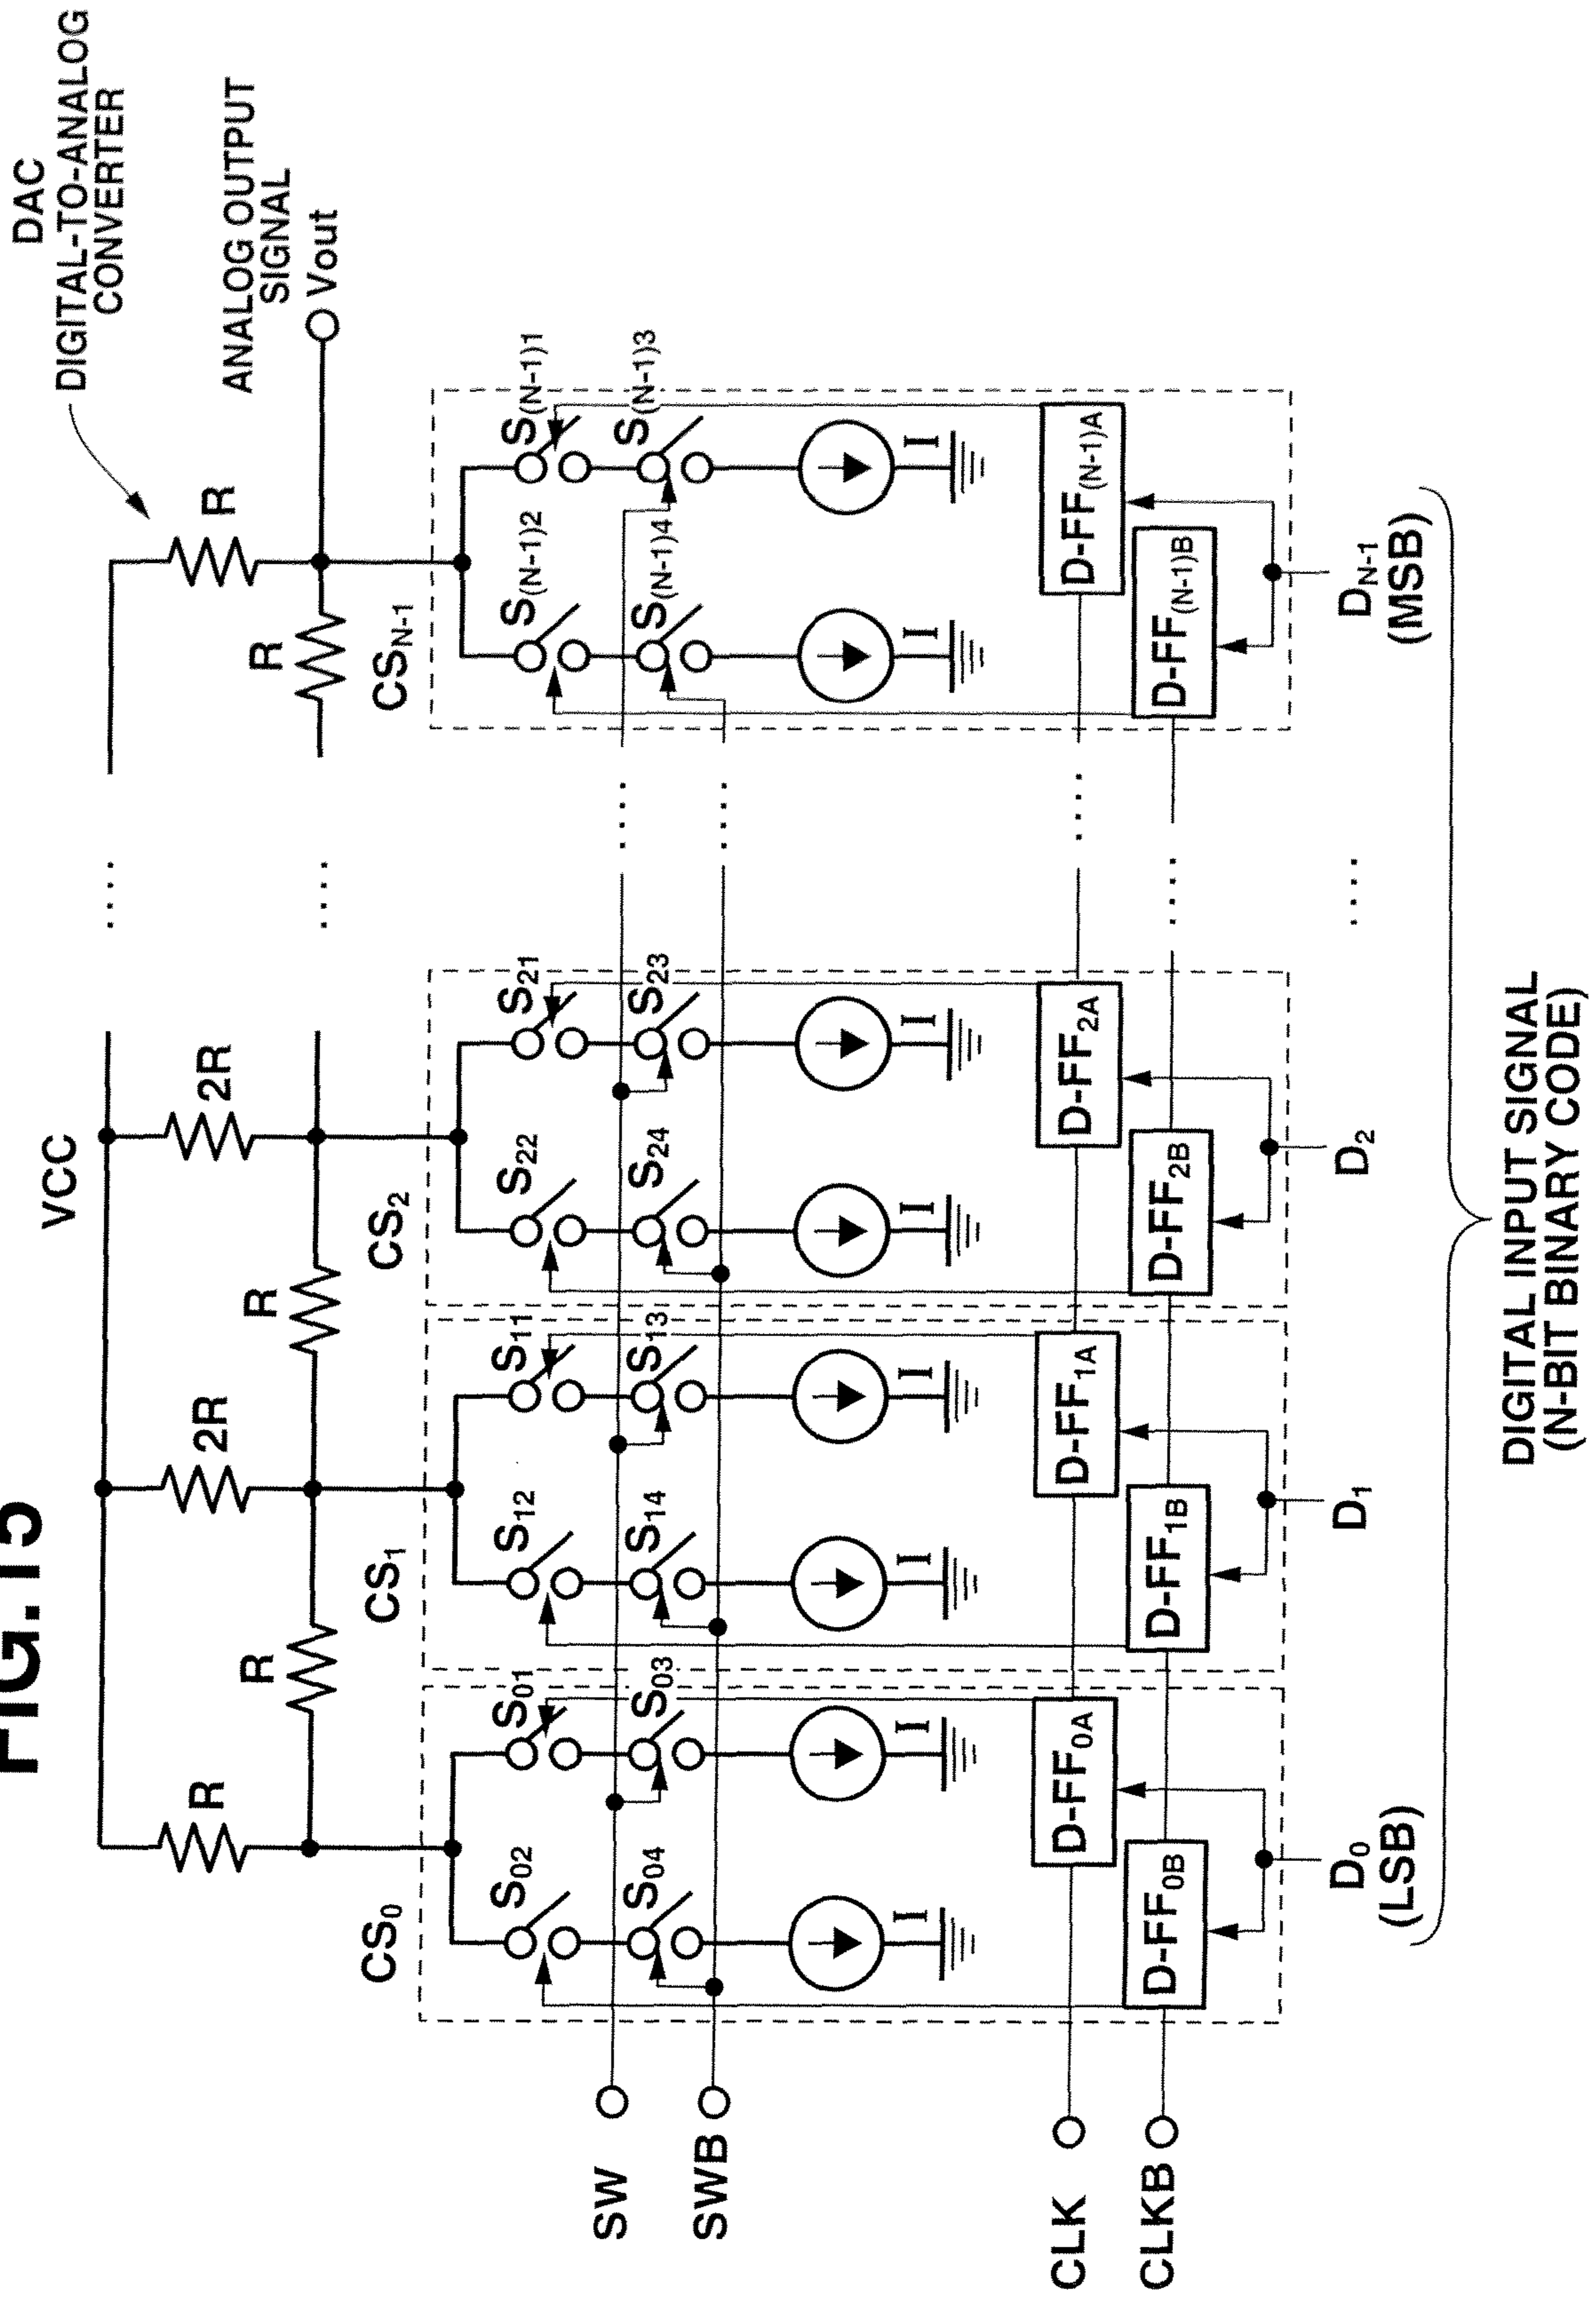 FIG.15
DAC
DIGITAL-TO-ANALOG
CONVERTER
VCC
R
2R
2R
R
ANALOG OUTPUT
SIGNAL
Vout
R
R
R
CS0
CS1
CS2
CSN-1
S02
S01
S12
S11
S22
S21
S(N-1)2
S(N-1)1
SW
S04
S03
S14
S13
S24
S23
S(N-1)4
S(N-1)3
SWB
I
I
I
I
I
I
I
I
CLK
D-FF0A
D-FF1A
D-FF2A
D-FF(N-1)A
CLKB
D-FF0B
D-FF1B
D-FF2B
D-FF(N-1)B
D0
(LSB)
D1
D2
DN-1
(MSB)
DIGITAL INPUT SIGNAL
(N-BIT BINARY CODE)